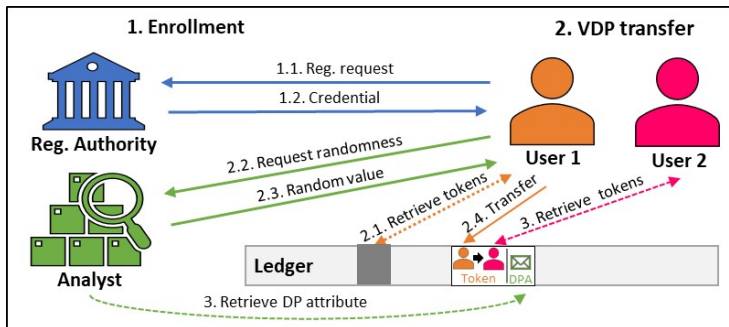 1. Enrollment
2. VDP transfer
1.1. Reg. request
1.2. Credential
Reg. Authority
User 1
User 2
2.2. Request randomness
2.3. Random value
2.1. Retrieve tokens
2.4. Transfer
3. Retrieve tokens
Analyst
Ledger
Token
DPA
3. Retrieve DP attribute